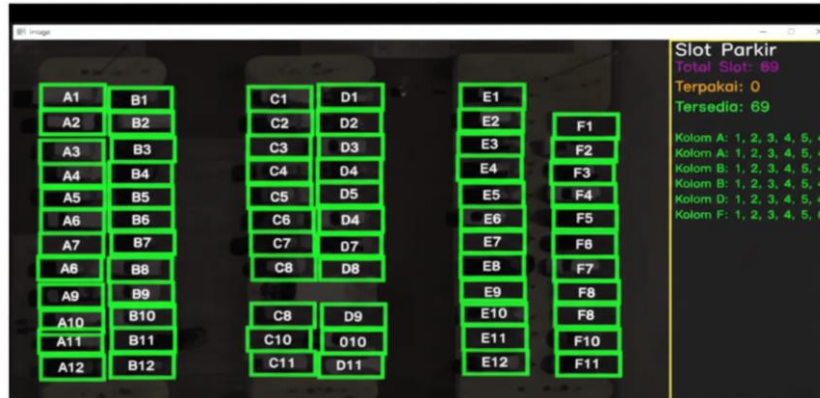 image
Slot Parkir
Total Slot: 69
Terpakai: 0
Tersedia: 69
Kolom A: 1, 2, 3, 4, 5,
Kolom A: 1, 2, 3, 4, 5,
Kolom B: 1, 2, 3, 4, 5,
Kolom B: 1, 2, 3, 4, 5,
Kolom D: 1, 2, 3, 4, 5,
Kolom F: 1, 2, 3, 4, 5,
A1
A2
A3
A4
A5
A6
A7
A6
A9
A10
A11
A12
B1
B2
B3
B4
B5
B6
B7
B8
B9
B10
B11
B12
C1
C2
C3
C4
C5
C6
C7
C8
C8
C10
C11
D1
D2
D3
D4
D5
D4
07
D8
D9
010
D11
E1
E2
E3
E4
E5
E6
E7
E8
E9
E10
E11
E12
F1
F2
F3
F4
F5
F6
F7
F8
F8
F10
F11